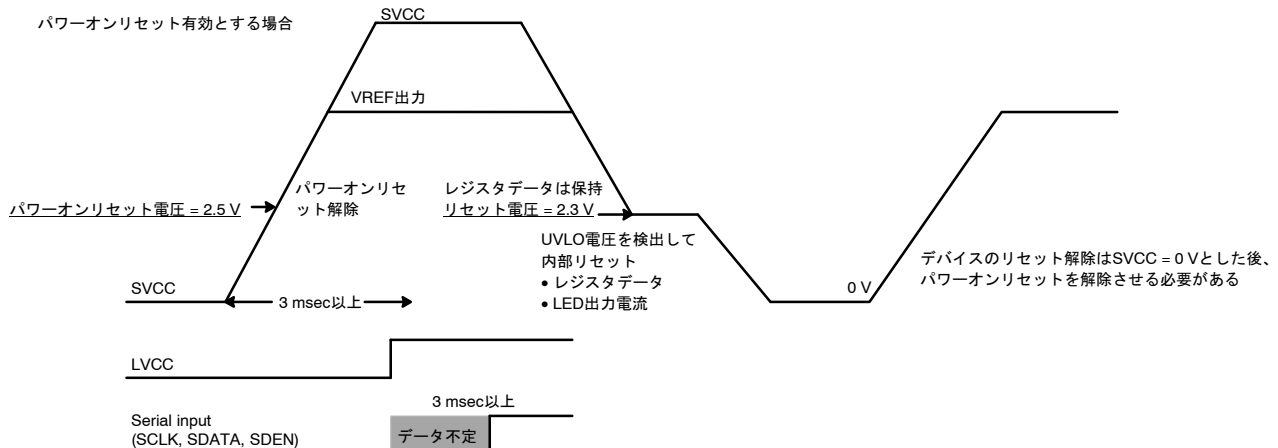 パワーオンリセット有効とする場合
SVCC
VREF出力
パワーオンリセット電圧 = 2.5 V
パワーオンリセ
ット解除
レジスタデータは保持
リセット電圧 = 2.3 V
UVLO電圧を検出して
内部リセット
• レジスタデータ
• LED出力電流
デバイスのリセット解除はSVCC = 0 Vとした後、
パワーオンリセットを解除させる必要がある
SVCC
3 msec以上
0 V
LVCC
3 msec以上
Serial input
(SCLK, SDATA, SDEN)
データ不定